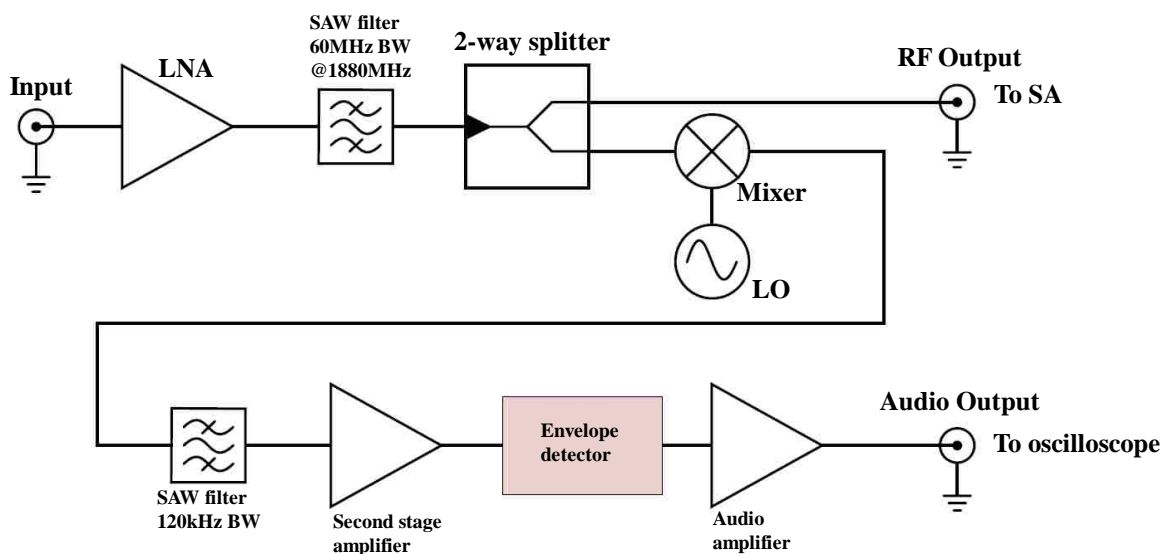 SAW filter
60MHz BW
@1880MHz
2-way splitter
RF Output
To SA
LNA
Input
Mixer
LO
Audio Output
To oscilloscope
Envelope
detector
SAW filter
120kHz BW
Second stage
amplifier
Audio
amplifier